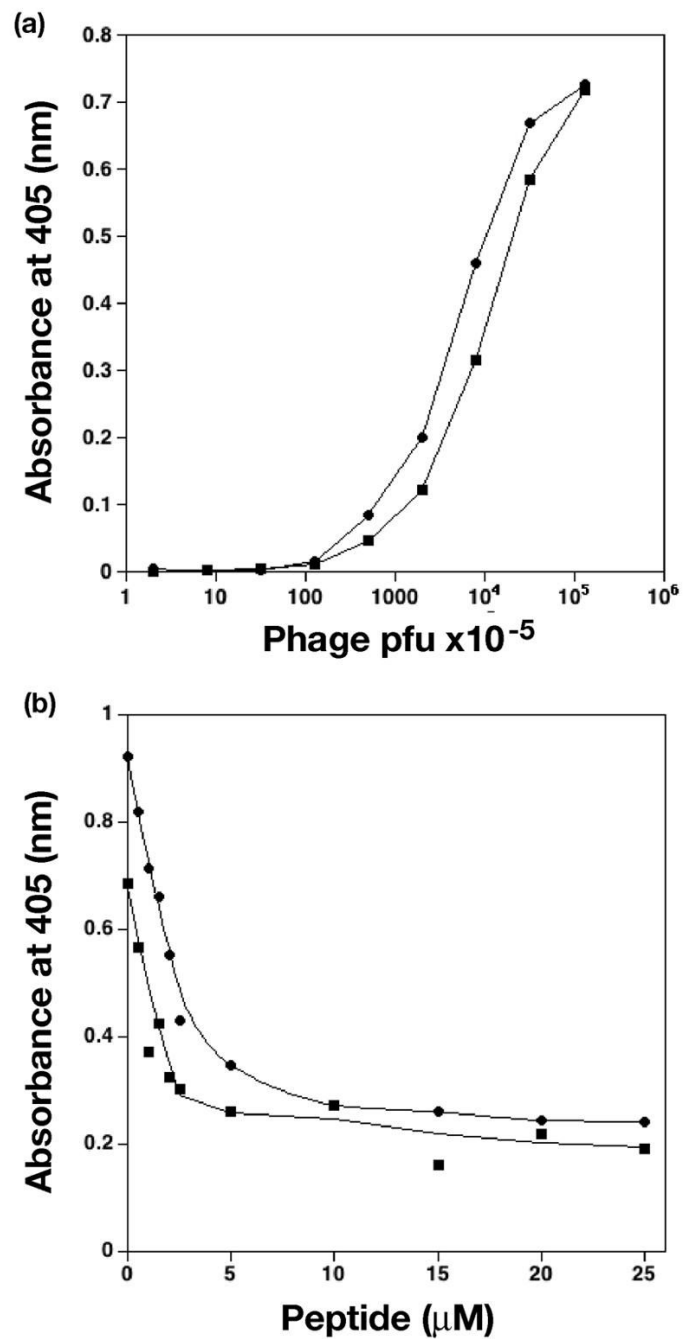 (a)
0.8
0.7
0.6
0.5
0.4
0.3
0.2
0.1
0
Absorbance at 405 (nm)
1 10 100 1000 10⁴ 10⁵ 10⁶
Phage pfu x10⁻⁵
(b)
1
0.8
0.6
0.4
0.2
0
Absorbance at 405 (nm)
0 5 10 15 20 25
Peptide (μM)